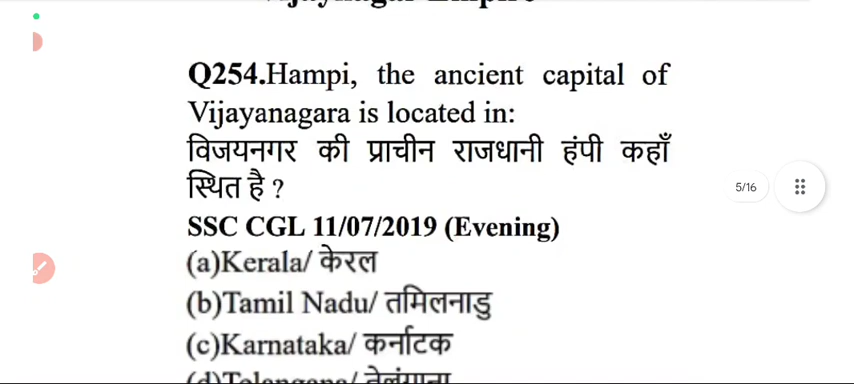 Q254.Hampi, the ancient capital of
Vijayanagara is located in:
विजयनगर की प्राचीन राजधानी हंपी कहाँ
स्थित है ?
5/16
SSC CGL 11/07/2019 (Evening)
(a)Kerala/ केरल
(b)Tamil Nadu/ तमिलनाडु
(c)Karnataka/ कर्नाटक
(d)Telangana/ तेलंगाना